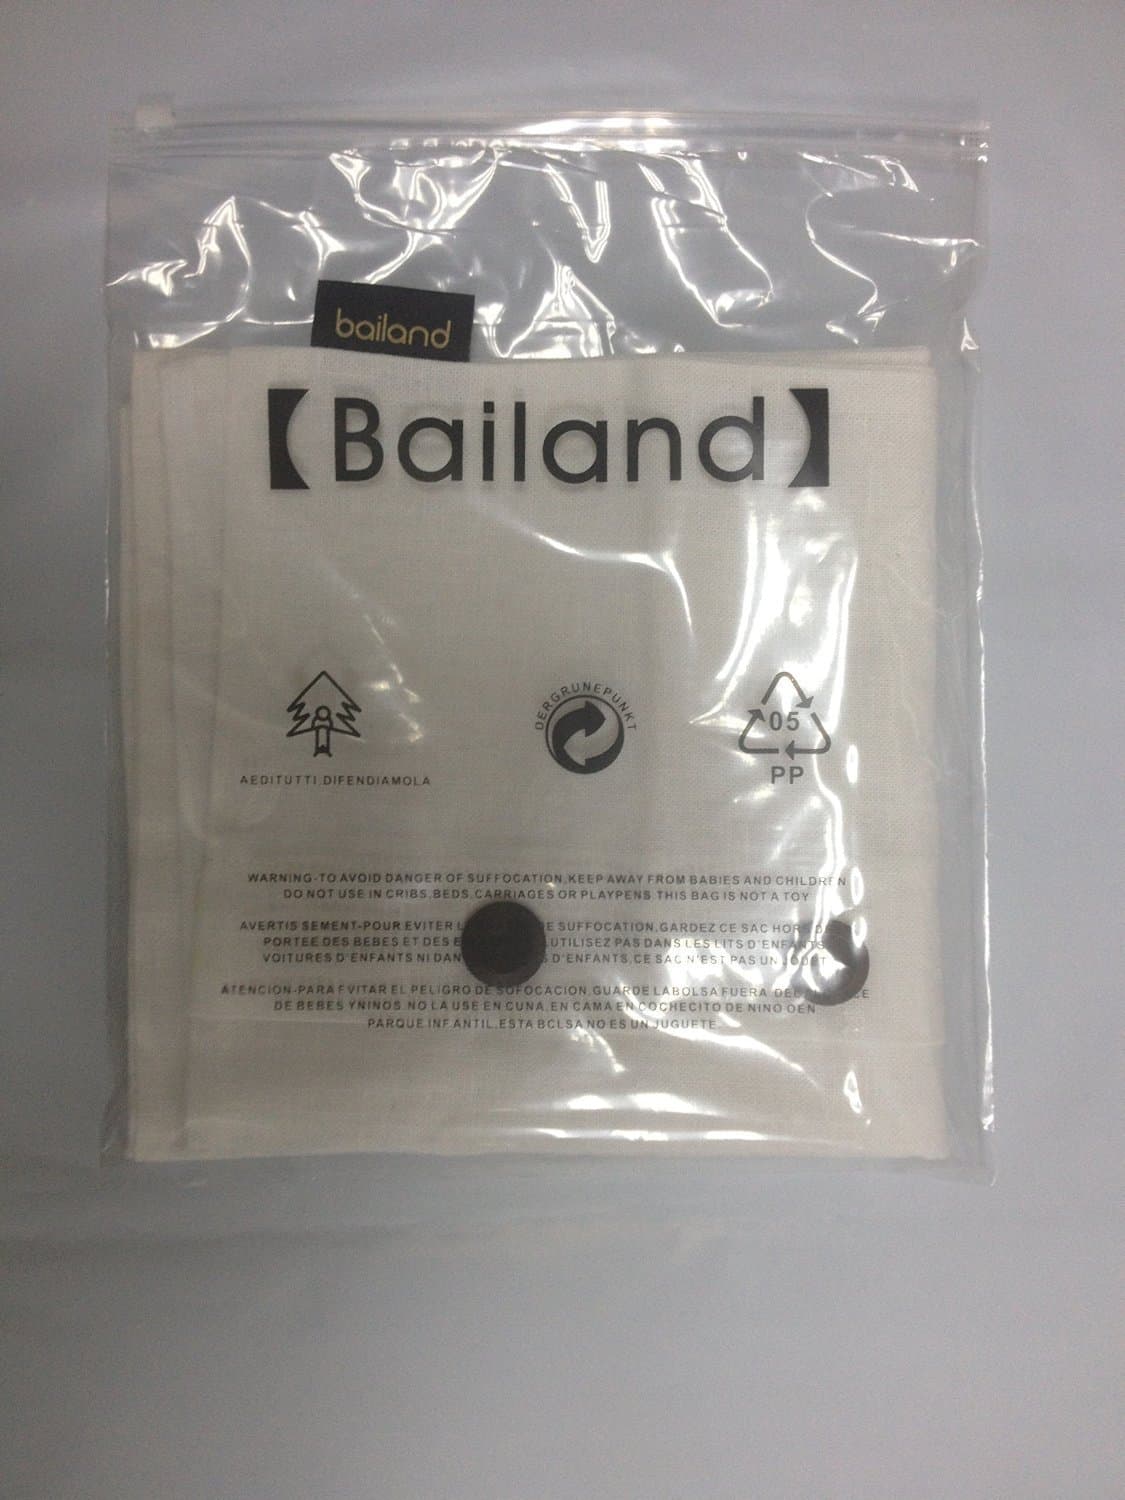 bailand
【Bailand】
DERGRUNEPUNKT
05
PP
AEDITUTTI.DIFENDIAMOLA
WARNING-TO AVOID DANGER OF SUFFOCATION,KEEP AWAY FROM BABIES AND CHILDREN
DO NOT USE IN CRIBS.BEDS.CARRIAGES OR PLAYPENS.THIS BAG IS NOT A TOY
AVERTIS SEMENT-POUR EVITER DE SUFFOCATION,GARDEZ CE SAC HORS
PORTEE DES BEBES ET DES UTILISEZ PAS DANS LES LITS D'ENFANTS
VOITURES D'ENFANTS NI DAN D'ENFANTS,CE SAC N'EST PAS UN JOUET
ATENCION-PARA EVITAR EL PELIGRO DE SOFOCACION,GUARDE LABOLSA FUERA
DE BEBES YNINOS NO LA USE EN CUNA,EN CAMA EN COCHECITO DE NINO OEN
PARQUE INFANTIL.ESTA BCLSA NO ES UN JUGUETE